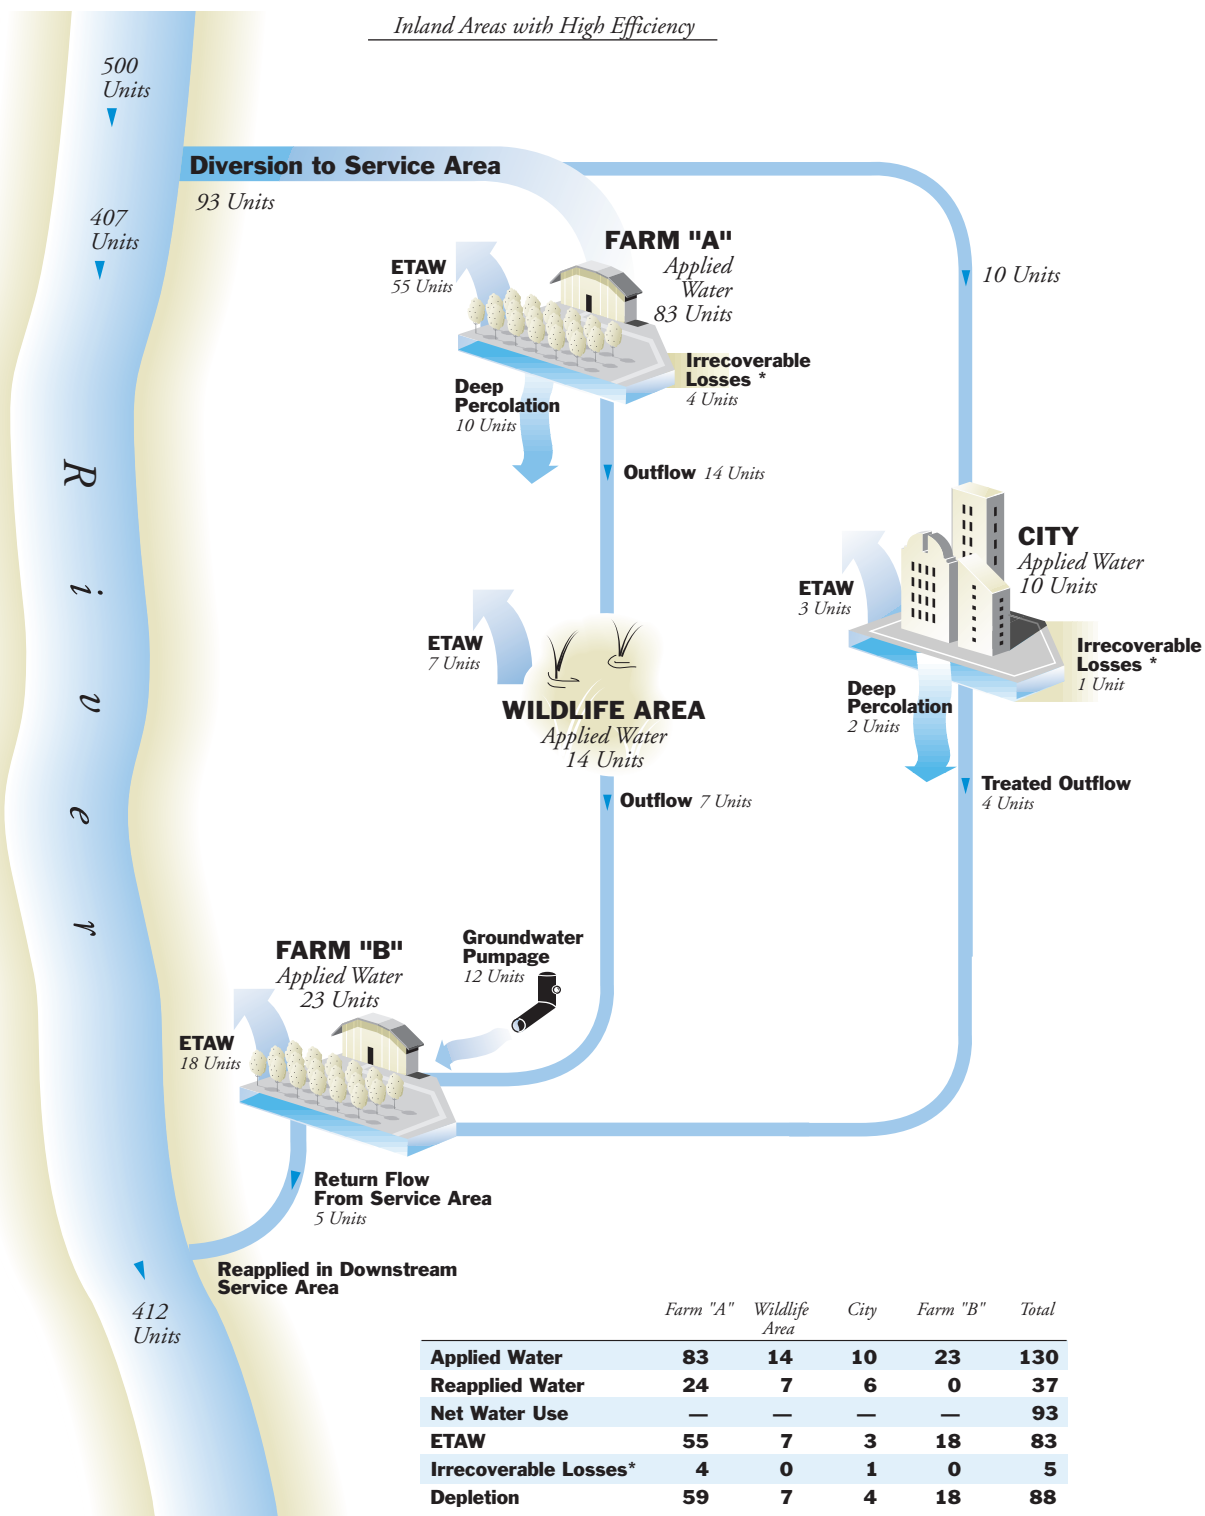 Inland Areas with High Efficiency
500
Units
Diversion to Service Area
93 Units
407
Units
FARM "A"
Applied
Water
83 Units
ETAW
55 Units
10 Units
Irrecoverable
Losses *
4 Units
Deep
Percolation
10 Units
Outflow 14 Units
River
CITY
Applied Water
10 Units
ETAW
3 Units
ETAW
7 Units
Irrecoverable
Losses *
1 Unit
WILDLIFE AREA
Applied Water
14 Units
Deep
Percolation
2 Units
Outflow 7 Units
Treated Outflow
4 Units
FARM "B"
Applied Water
23 Units
Groundwater
Pumpage
12 Units
ETAW
18 Units
Return Flow
From Service Area
5 Units
Reapplied in Downstream
Service Area
412
Units
Farm "A" Wildlife Area City Farm "B" Total
Applied Water 83 14 10 23 130
Reapplied Water 24 7 6 0 37
Net Water Use — — — — 93
ETAW 55 7 3 18 83
Irrecoverable Losses* 4 0 1 0 5
Depletion 59 7 4 18 88